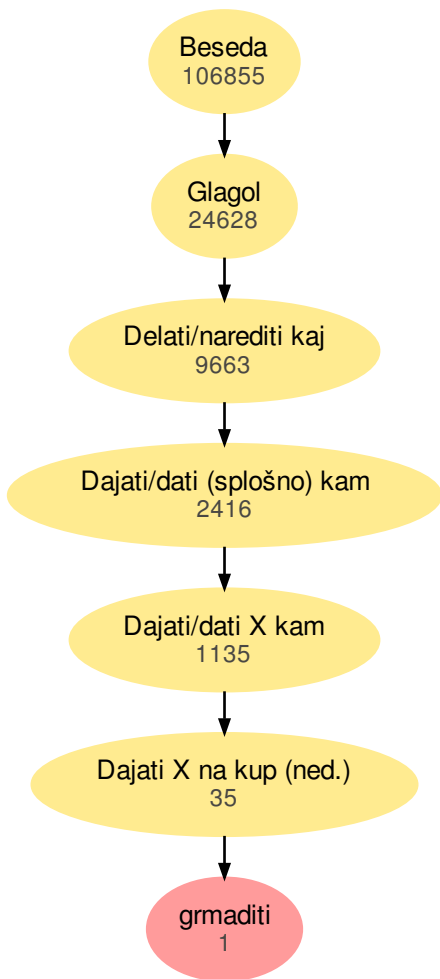 Beseda
106855
Glagol
24628
Delati/narediti kaj
9663
Dajati/dati (splošno) kam
2416
Dajati/dati X kam
1135
Dajati X na kup (ned.)
35
grmaditi
1